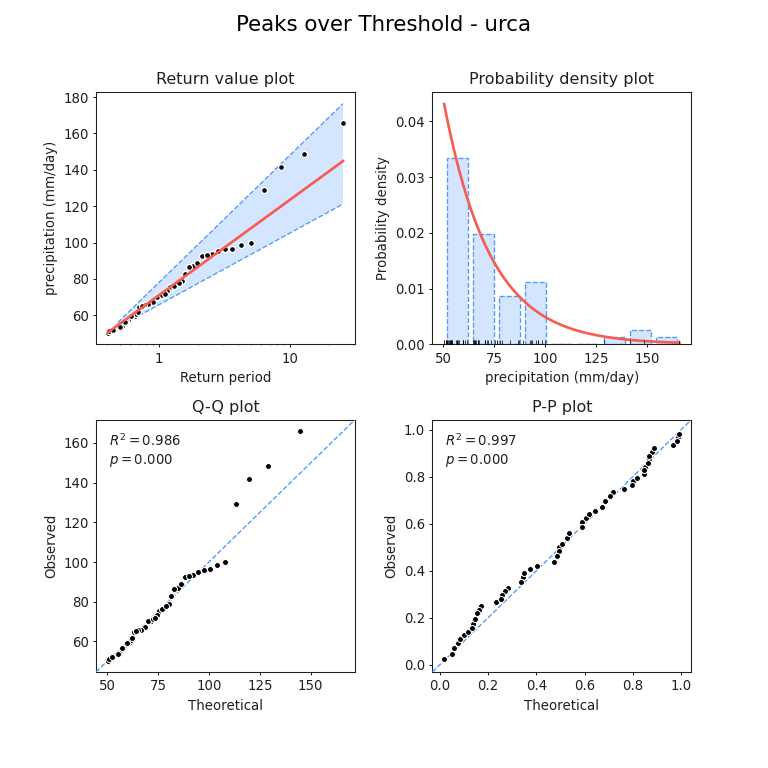 Peaks over Threshold - urca
Return value plot
precipitation (mm/day)
180
160
140
120
100
80
60
1
10
Return period
Probability density plot
Probability density
0.04
0.03
0.02
0.01
0.00
50
75
100
125
150
precipitation (mm/day)
Q-Q plot
R² = 0.986
p = 0.000
Observed
160
140
120
100
80
60
50
75
100
125
150
Theoretical
P-P plot
R² = 0.997
p = 0.000
Observed
1.0
0.8
0.6
0.4
0.2
0.0
0.0
0.2
0.4
0.6
0.8
1.0
Theoretical